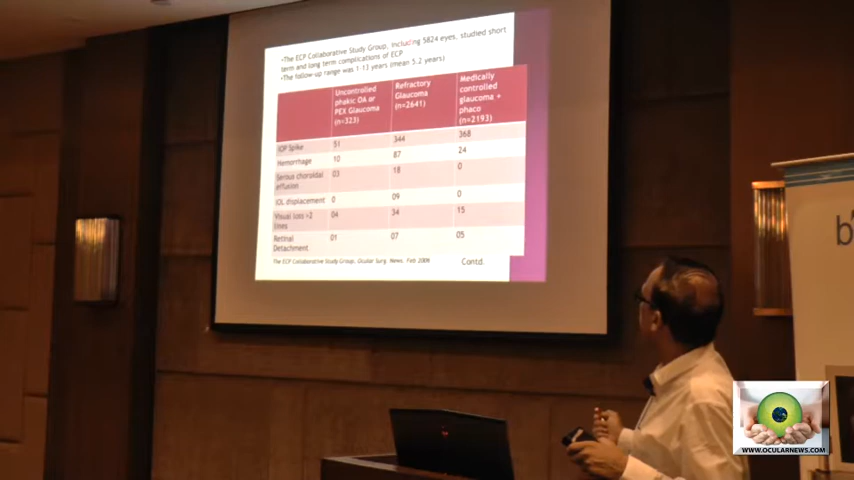 •The ECP Collaborative Study Group, including 5824 eyes, studied short
term and long term complications of ECP
•The follow-up range was 1-13 years (mean 5.2 years)
Uncontrolled phakic OA or PEX Glaucoma (n=323)
Refractory Glaucoma (n=2641)
Medically controlled glaucoma + phaco (n=2193)
IOP Spike 51 344 368
Hemorrhage 10 87 24
Serous choroidal effusion 03 18 0
IOL displacement 0 09 0
Visual loss >2 lines 04 34 15
Retinal Detachment 01 07 05
The ECP Collaborative Study Group, Ocular Surg. News, Feb 2006
Contd.
WWW.OCULARNEWS.COM